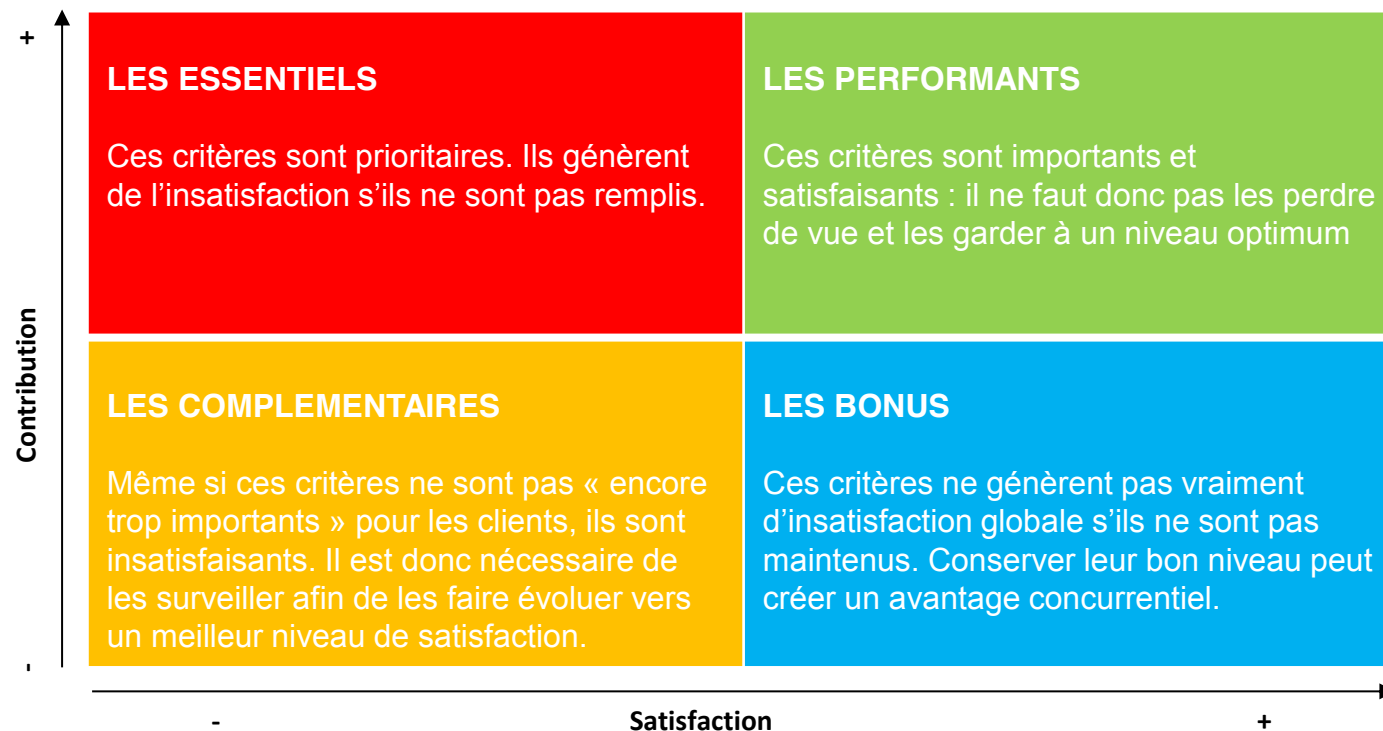 +
LES ESSENTIELS
Ces critères sont prioritaires. Ils génèrent
de l’insatisfaction s’ils ne sont pas remplis.
LES PERFORMANTS
Ces critères sont importants et
satisfaisants : il ne faut donc pas les perdre
de vue et les garder à un niveau optimum
Contribution
LES COMPLEMENTAIRES
Même si ces critères ne sont pas « encore
trop importants » pour les clients, ils sont
insatisfaisants. Il est donc nécessaire de
les surveiller afin de les faire évoluer vers
un meilleur niveau de satisfaction.
LES BONUS
Ces critères ne génèrent pas vraiment
d’insatisfaction globale s’ils ne sont pas
maintenus. Conserver leur bon niveau peut
créer un avantage concurrentiel.
-
- Satisfaction +